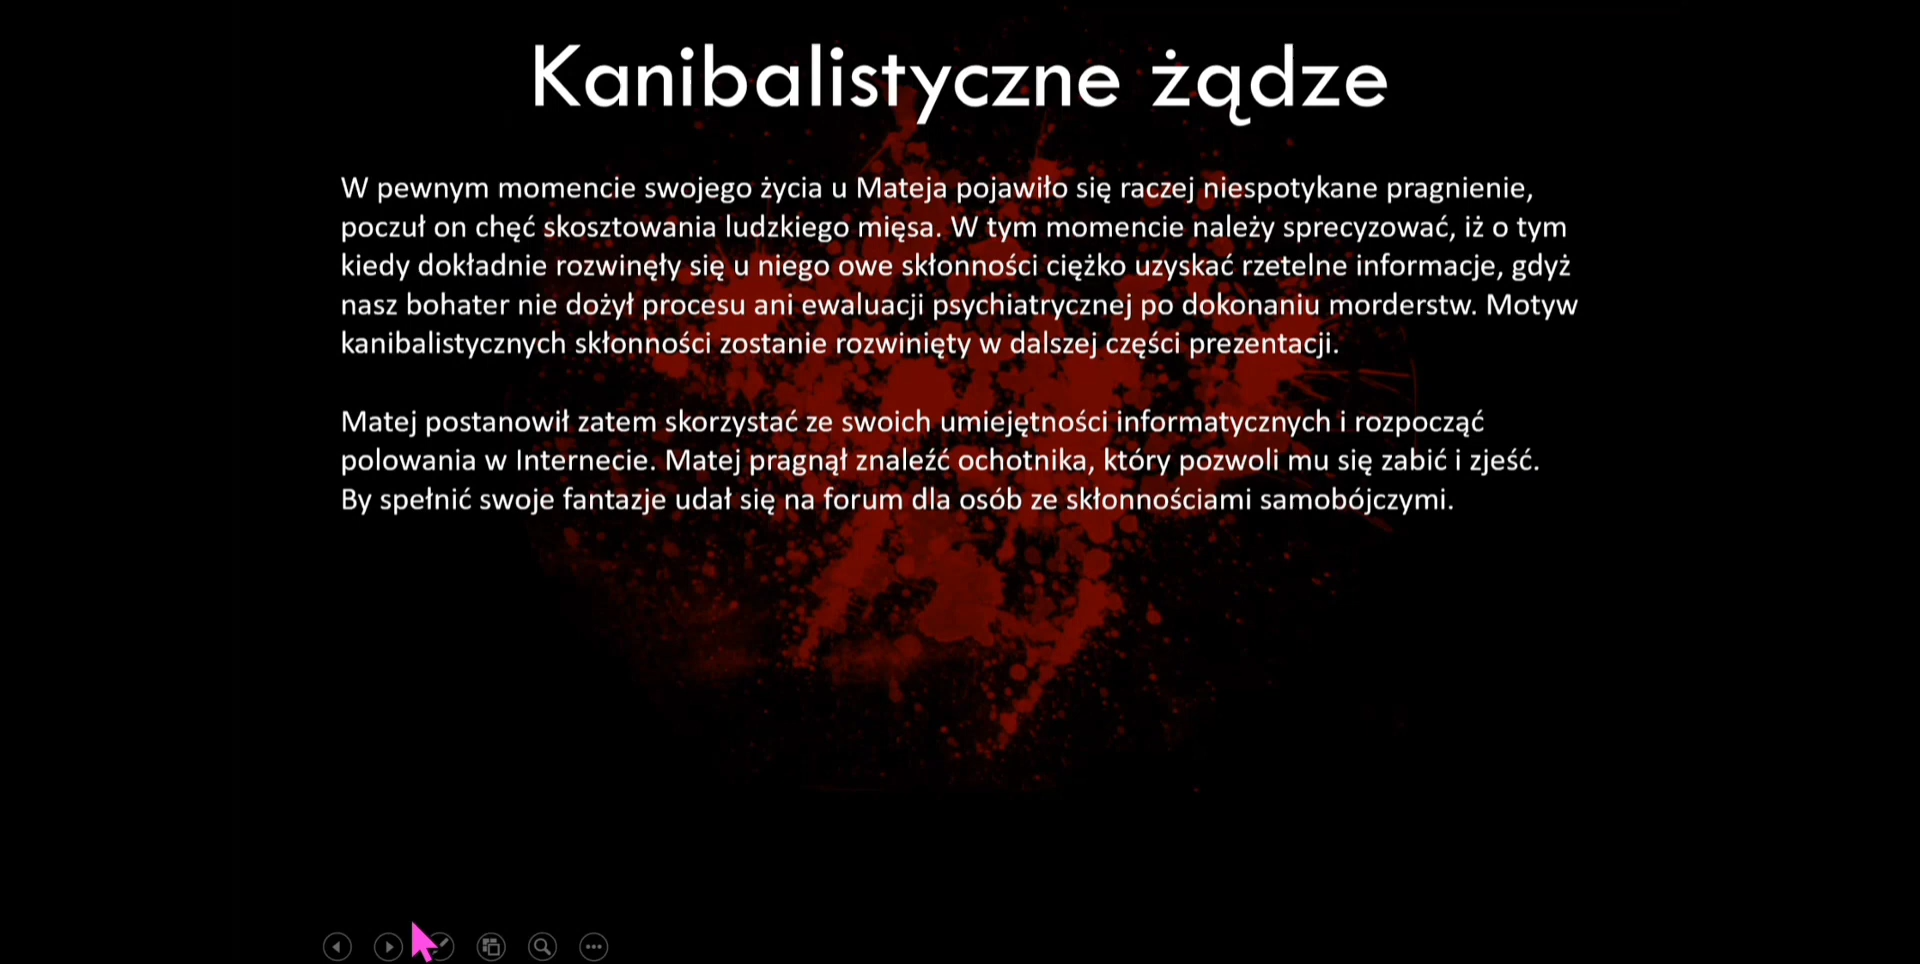 Kanibalistyczne żądze
W pewnym momencie swojego życia u Mateja pojawiło się raczej niespotykane pragnienie,
poczuł on chęć skosztowania ludzkiego mięsa. W tym momencie należy sprecyzować, iż o tym
kiedy dokładnie rozwinęły się u niego owe skłonności ciężko uzyskać rzetelne informacje, gdyż
nasz bohater nie dożył procesu ani ewaluacji psychiatrycznej po dokonaniu morderstw. Motyw
kanibalistycznych skłonności zostanie rozwinięty w dalszej części prezentacji.
Matej postanowił zatem skorzystać ze swoich umiejętności informatycznych i rozpocząć
polowania w Internecie. Matej pragnął znaleźć ochotnika, który pozwoli mu się zabić i zjeść.
By spełnić swoje fantazje udał się na forum dla osób ze skłonnościami samobójczymi.